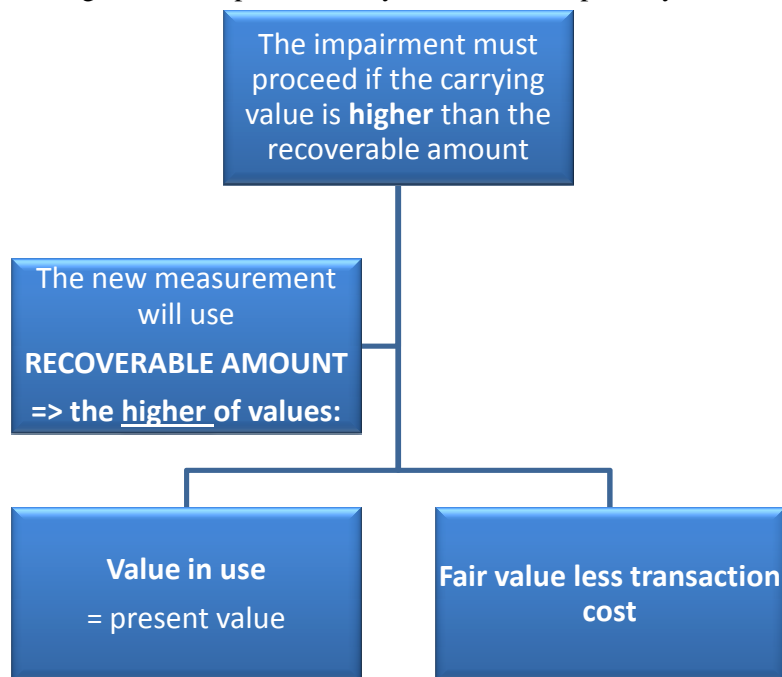 The impairment must
proceed if the carrying
value is higher than the
recoverable amount
The new measurement
will use
RECOVERABLE AMOUNT
=> the higher of values:
Value in use
= present value
Fair value less transaction
cost